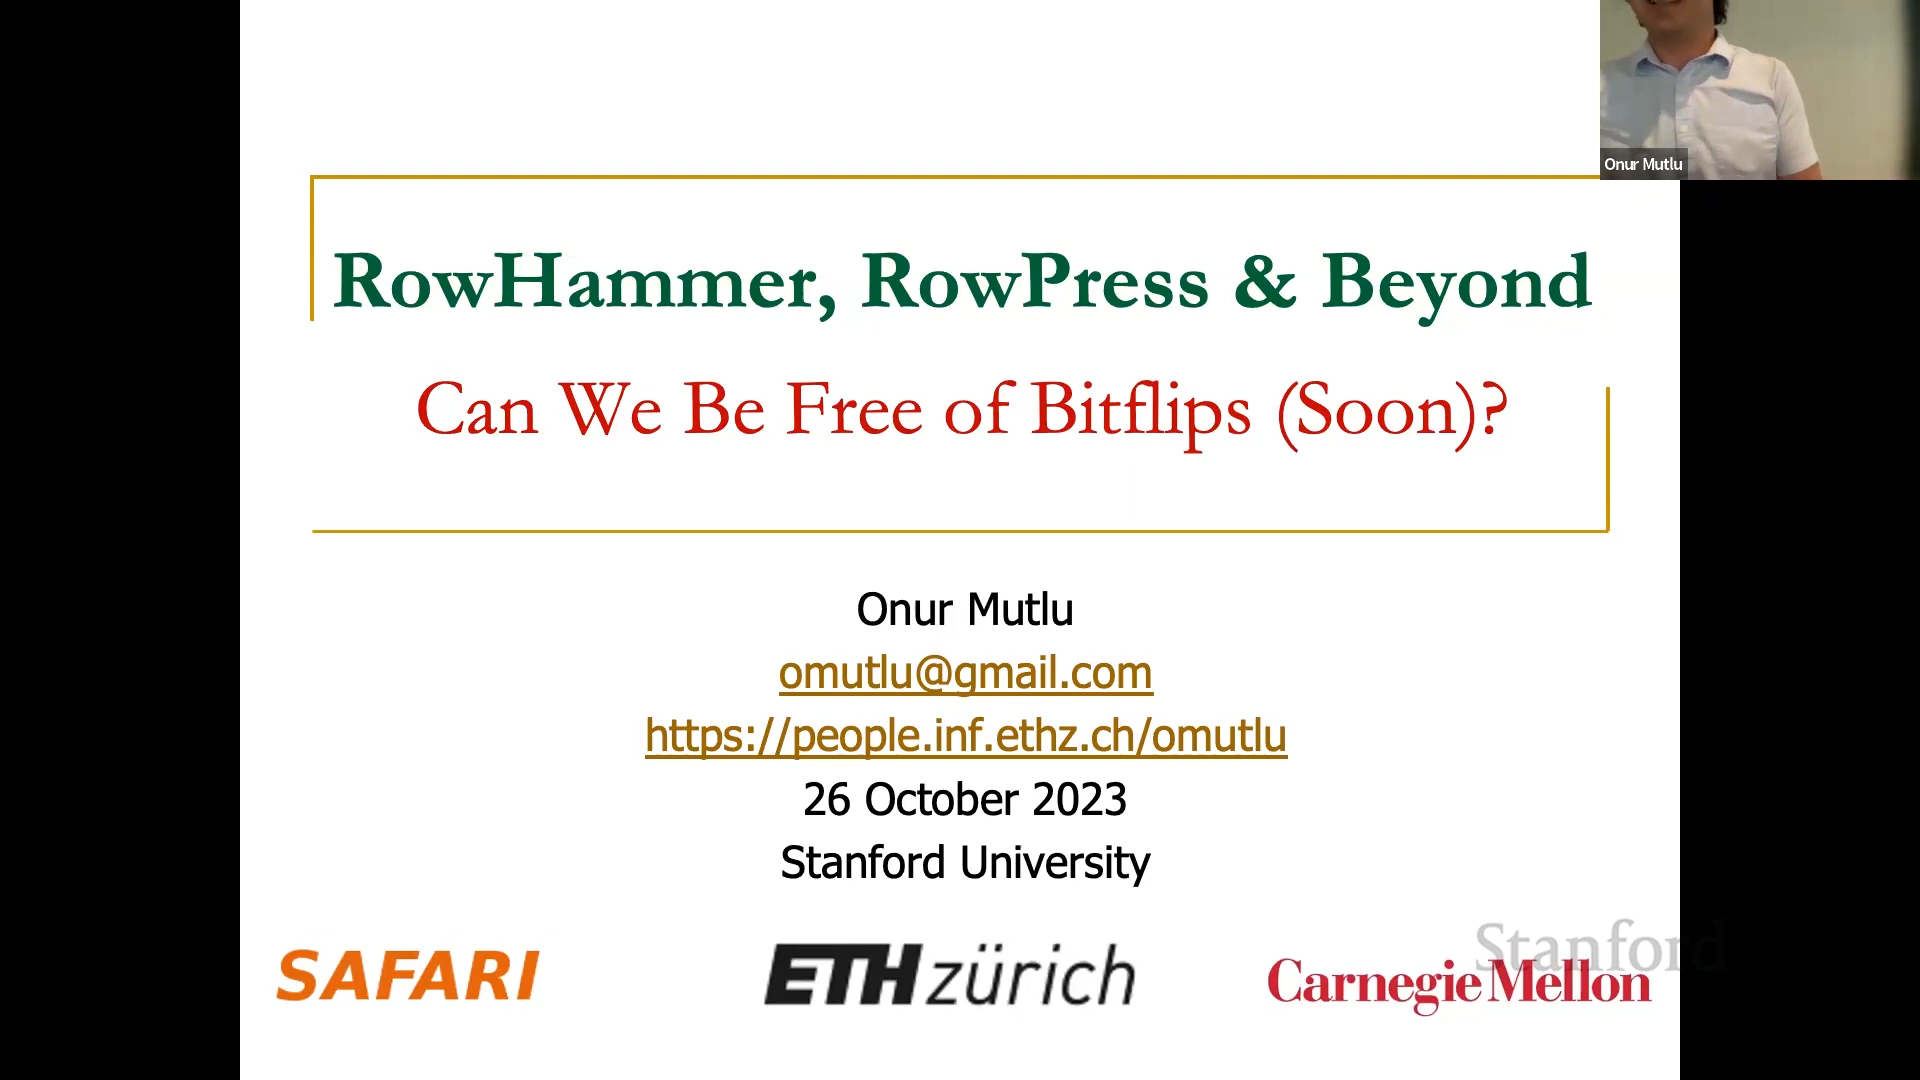 Onur Mutlu
RowHammer, RowPress & Beyond
Can We Be Free of Bitflips (Soon)?
Onur Mutlu
omutlu@gmail.com
https://people.inf.ethz.ch/omutlu
26 October 2023
Stanford University
SAFARI
ETH zürich
Carnegie Mellon
Stanford